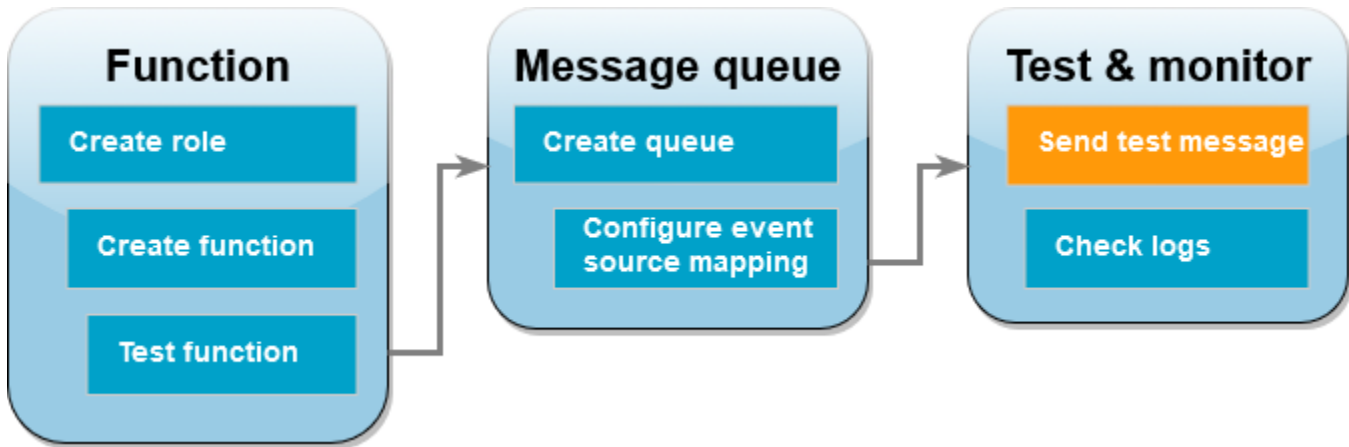 Function
Create role
Create function
Test function
Message queue
Create queue
Configure event
source mapping
Test & monitor
Send test message
Check logs